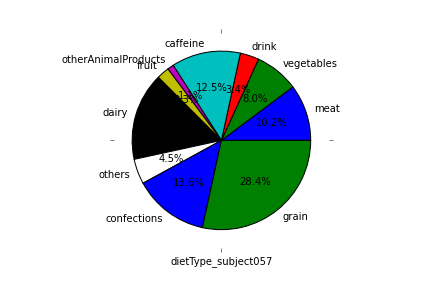 caffeine
drink
otherAnimalProducts
fruit
vegetables
12.5%
3.4%
8.0%
dairy
meat
10.2%
others
4.5%
13.6%
28.4%
confections
grain
dietType_subject057